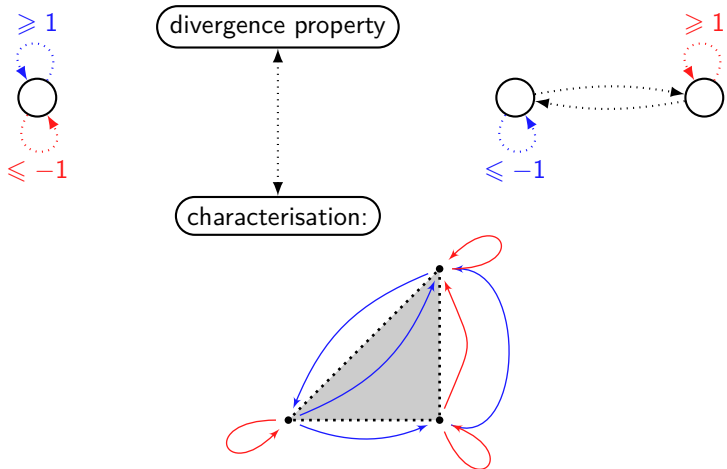 ⩾ 1
divergence property
⩾ 1
⩽ −1
⩽ −1
characterisation: